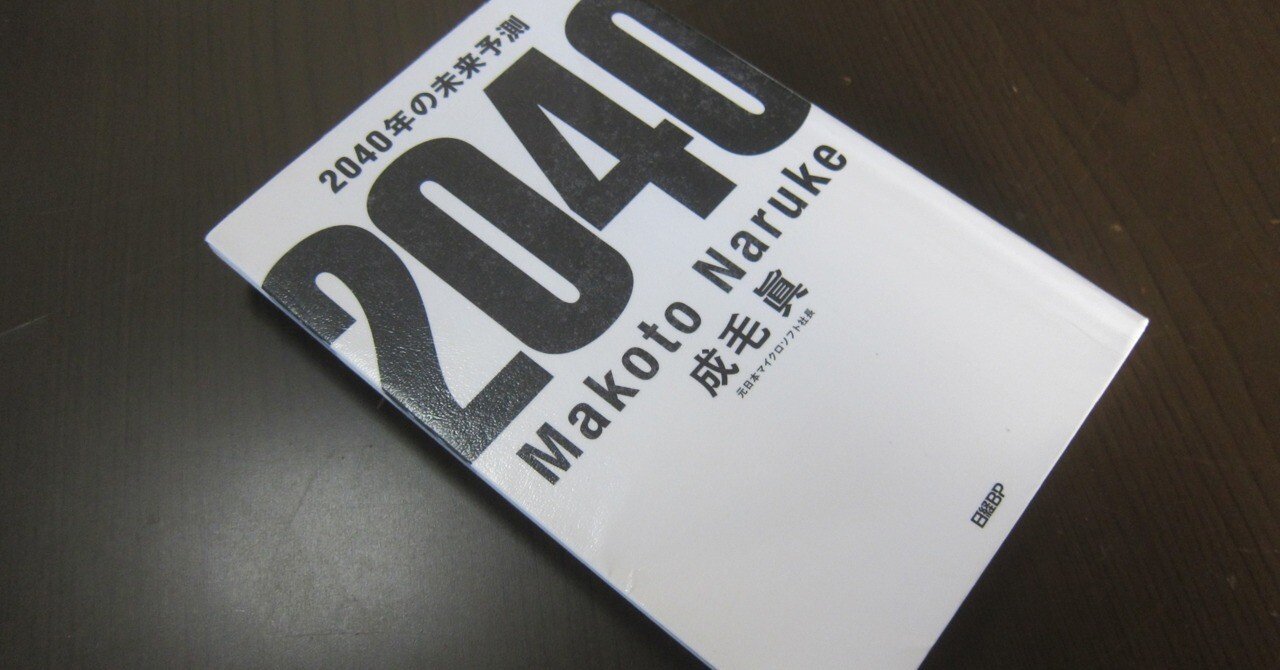 2040年の未来予測
2040
Makoto Naruke
成毛 眞
元日本マイクロソフト社長
日経BP